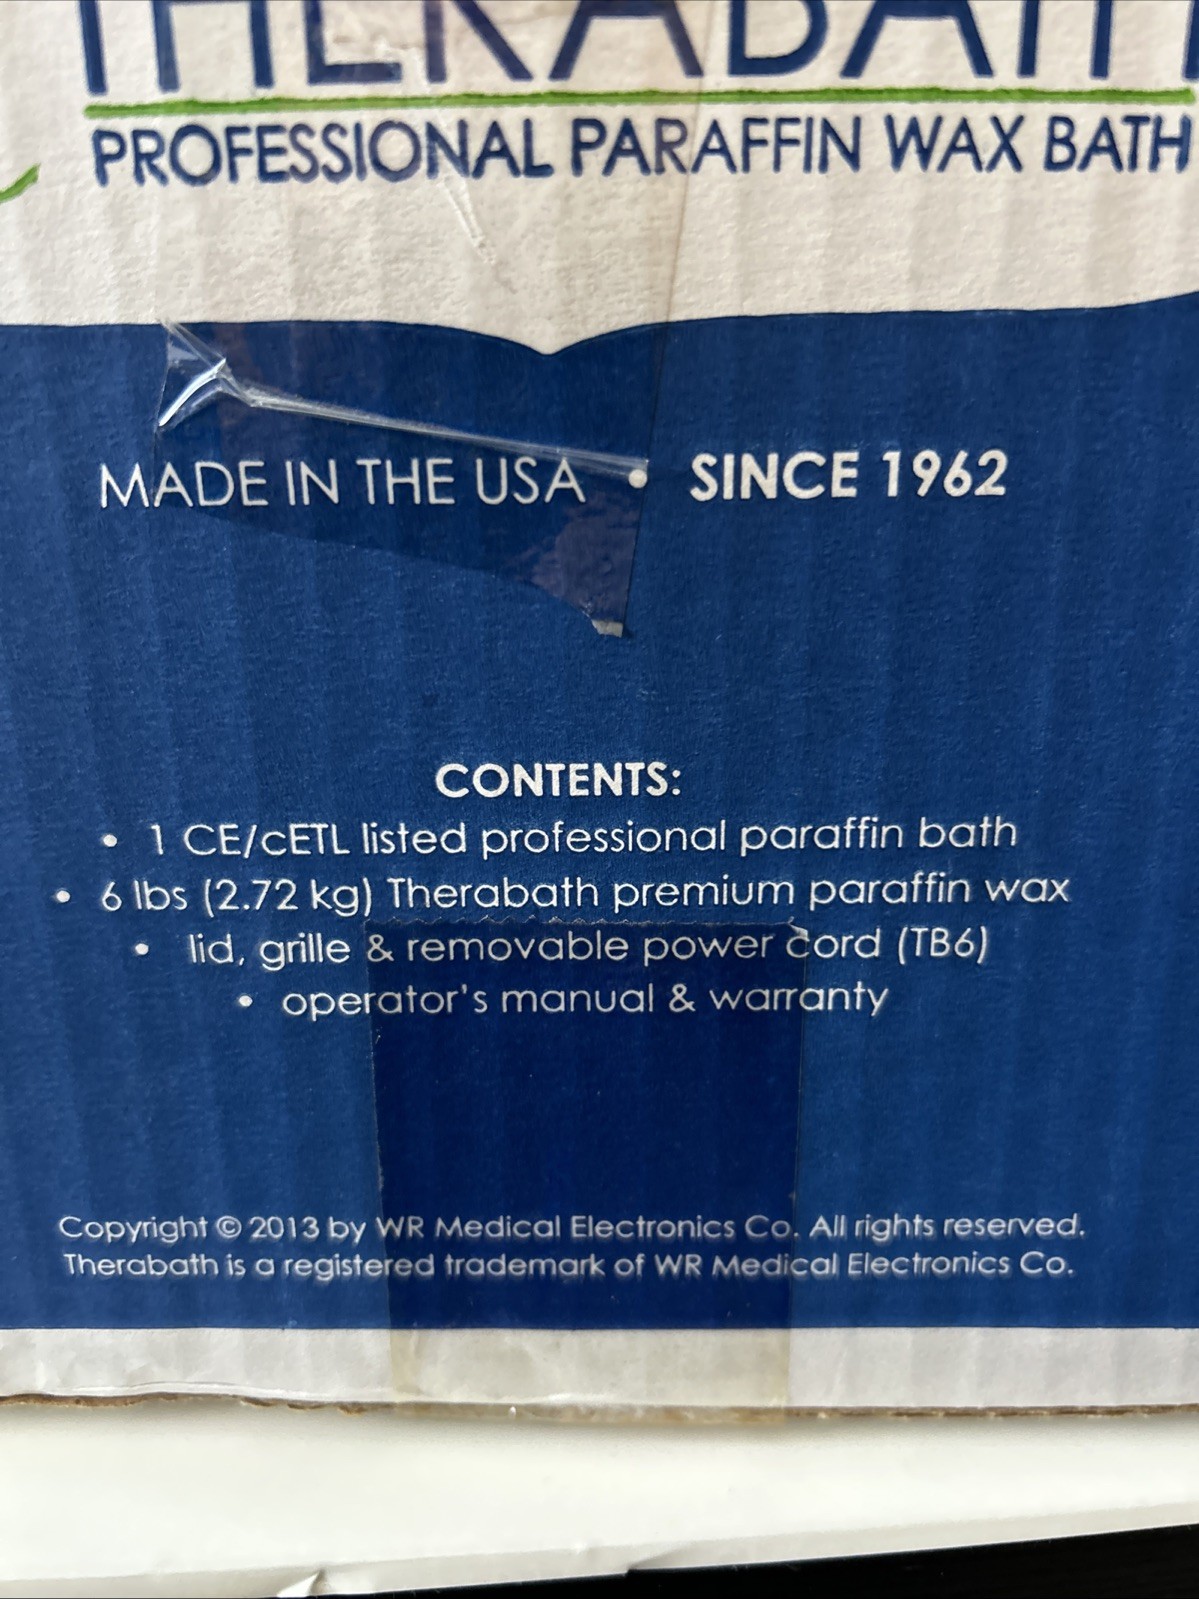 THERABATH
PROFESSIONAL PARAFFIN WAX BATH
MADE IN THE USA • SINCE 1962
CONTENTS:
• 1 CE/cETL listed professional paraffin bath
• 6 lbs (2.72 kg) Therabath premium paraffin wax
• lid, grille & removable power cord (TB6)
• operator's manual & warranty
Copyright © 2013 by WR Medical Electronics Co. All rights reserved.
Therabath is a registered trademark of WR Medical Electronics Co.